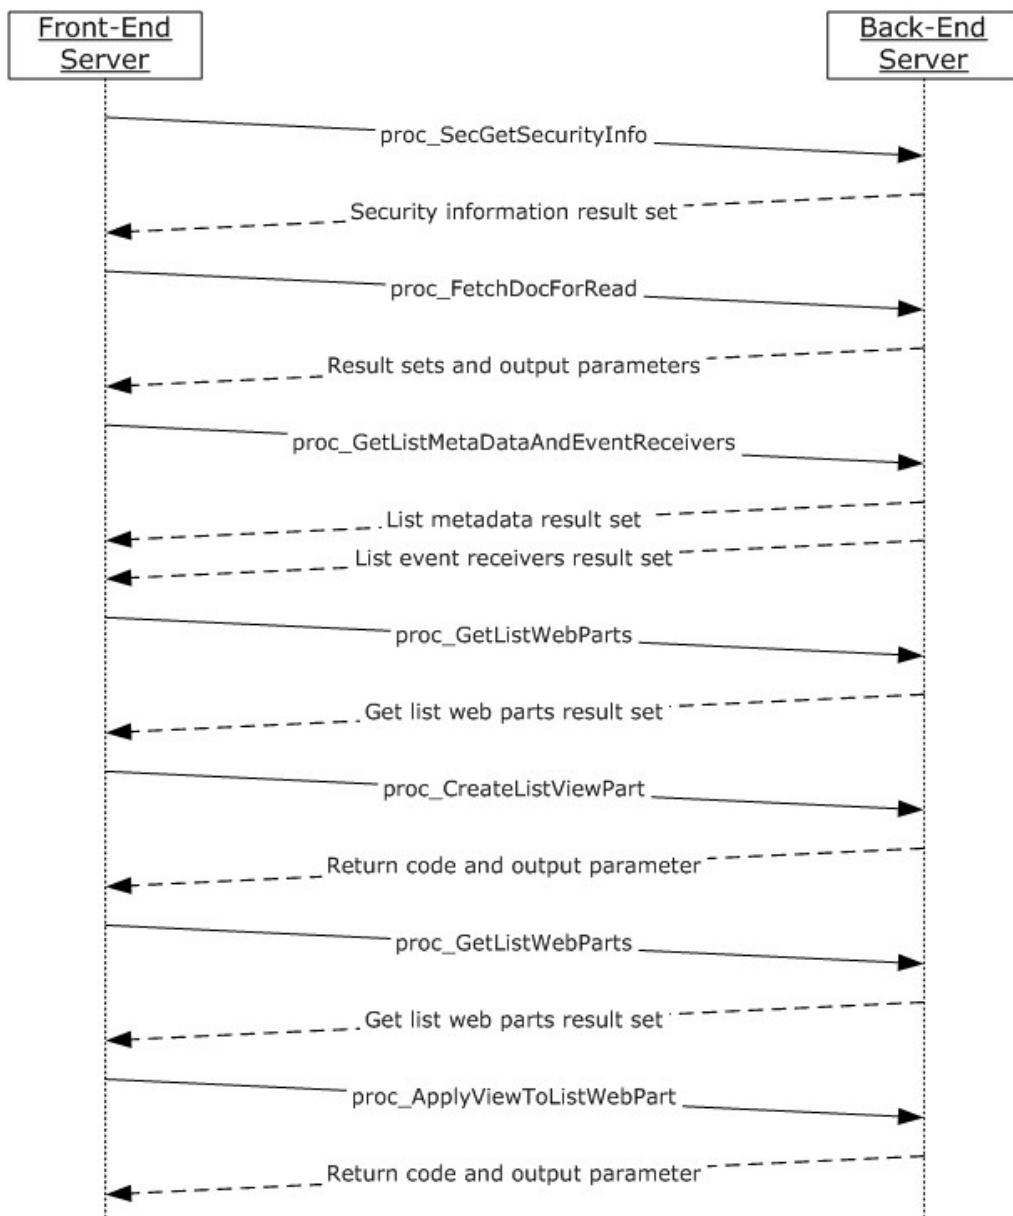 Front-End
Server
Back-End
Server
proc_SecGetSecurityInfo
Security information result set
proc_FetchDocForRead
Result sets and output parameters
proc_GetListMetaDataAndEventReceivers
List metadata result set
List event receivers result set
proc_GetListWebParts
Get list web parts result set
proc_CreateListViewPart
Return code and output parameter
proc_GetListWebParts
Get list web parts result set
proc_ApplyViewToListWebPart
Return code and output parameter